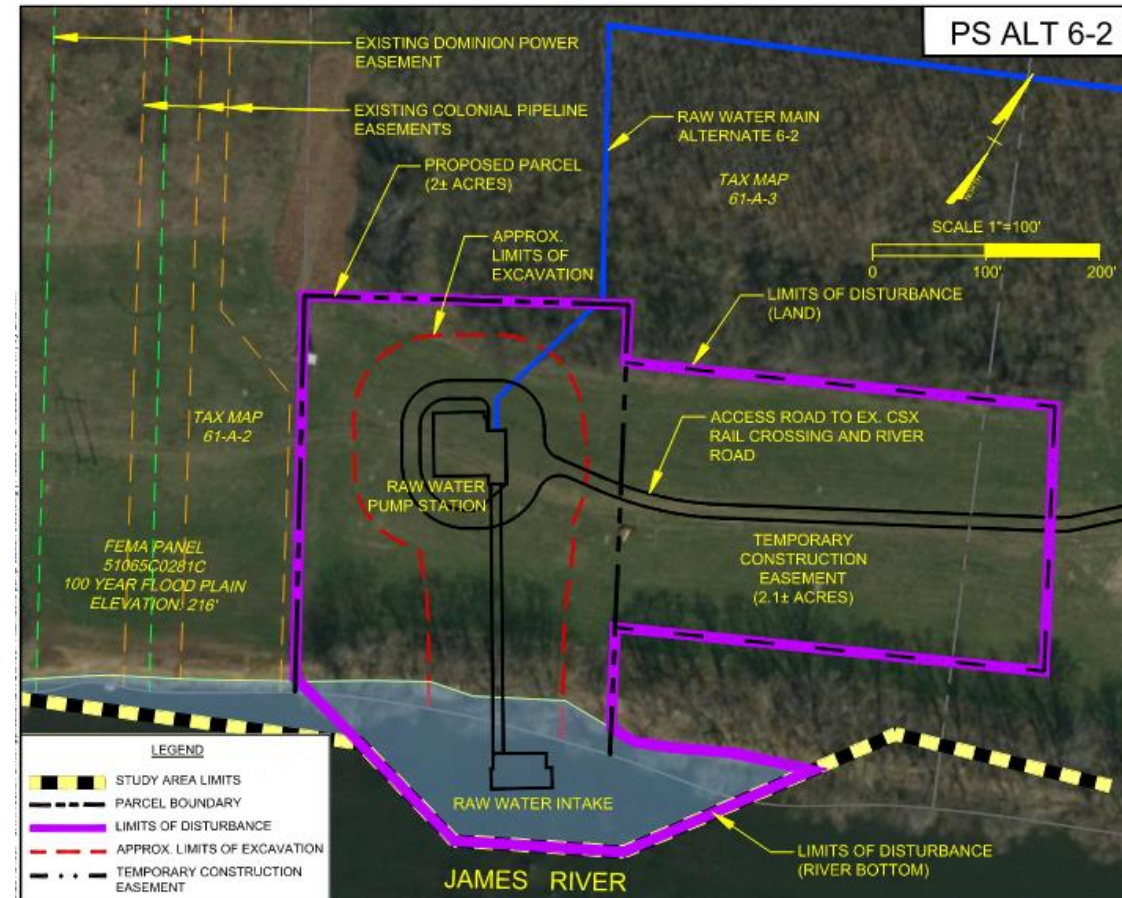 PS ALT 6-2
EXISTING DOMINION POWER
EASEMENT
EXISTING COLONIAL PIPELINE
EASEMENTS
RAW WATER MAIN
ALTERNATE 6-2
PROPOSED PARCEL
(2± ACRES)
TAX MAP
61-A-3
NORTH
SCALE 1"=100'
0 100' 200'
APPROX.
LIMITS OF
EXCAVATION
LIMITS OF DISTURBANCE
(LAND)
TAX MAP
61-A-2
ACCESS ROAD TO EX. CSX
RAIL CROSSING AND RIVER
ROAD
RAW WATER
PUMP STATION
FEMA PANEL
51065C0281C
100 YEAR FLOOD PLAIN
ELEVATION: 216'
TEMPORARY
CONSTRUCTION
EASEMENT
(2.1± ACRES)
LEGEND
STUDY AREA LIMITS
PARCEL BOUNDARY
LIMITS OF DISTURBANCE
APPROX. LIMITS OF EXCAVATION
TEMPORARY CONSTRUCTION
EASEMENT
RAW WATER INTAKE
LIMITS OF DISTURBANCE
(RIVER BOTTOM)
JAMES RIVER